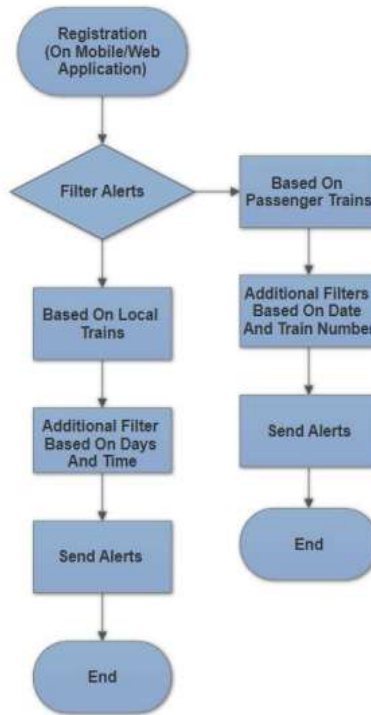 Registration
(On Mobile/Web
Application)
Filter Alerts
Based On
Passenger Trains
Based On Local
Trains
Additional Filters
Based On Date
And Train Number
Additional Filter
Based On Days
And Time
Send Alerts
Send Alerts
End
End